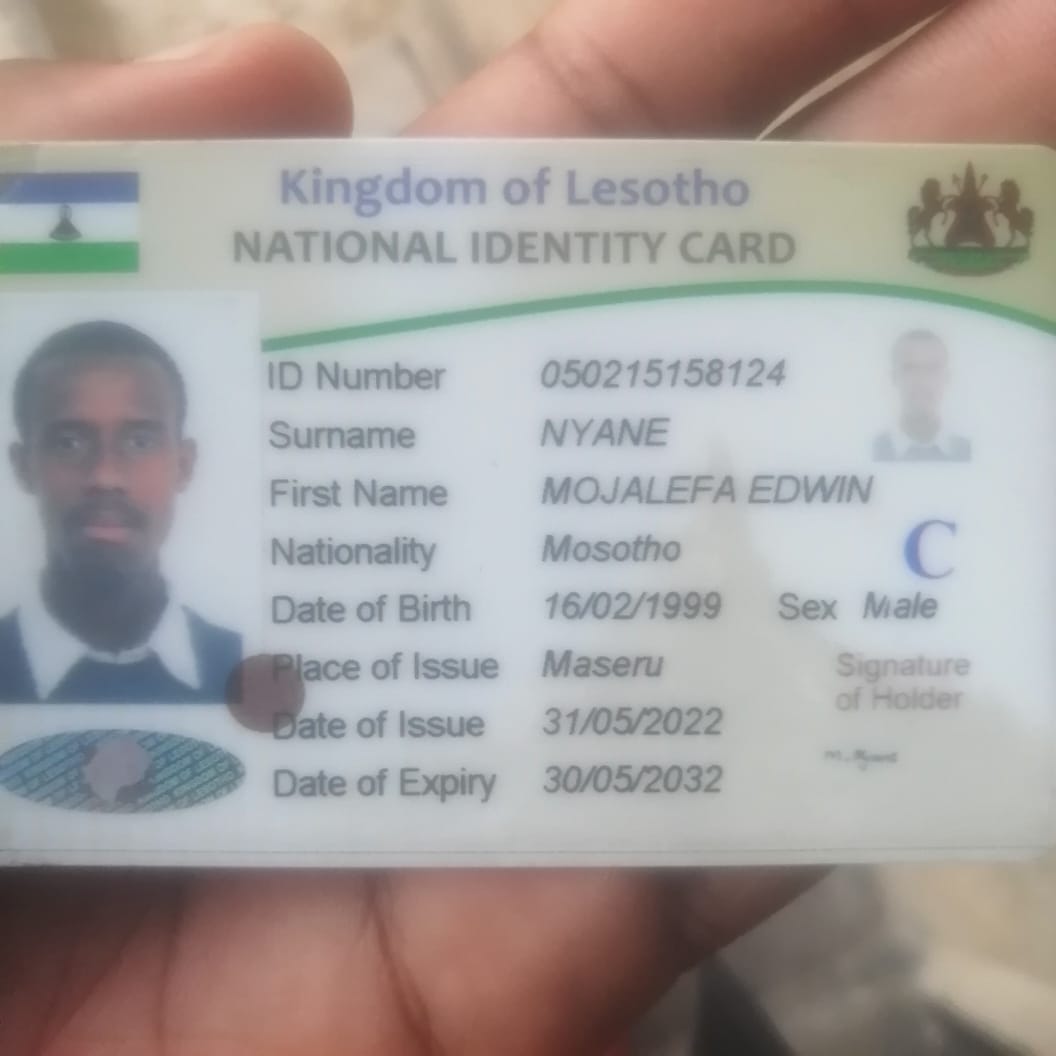 Kingdom of Lesotho
NATIONAL IDENTITY CARD
ID Number 050215158124
Surname NYANE
First Name MOJALEFA EDWIN
Nationality Mosotho
C
Date of Birth 16/02/1999 Sex Male
Place of Issue Maseru
Signature
of Holder
Date of Issue 31/05/2022
Date of Expiry 30/05/2032